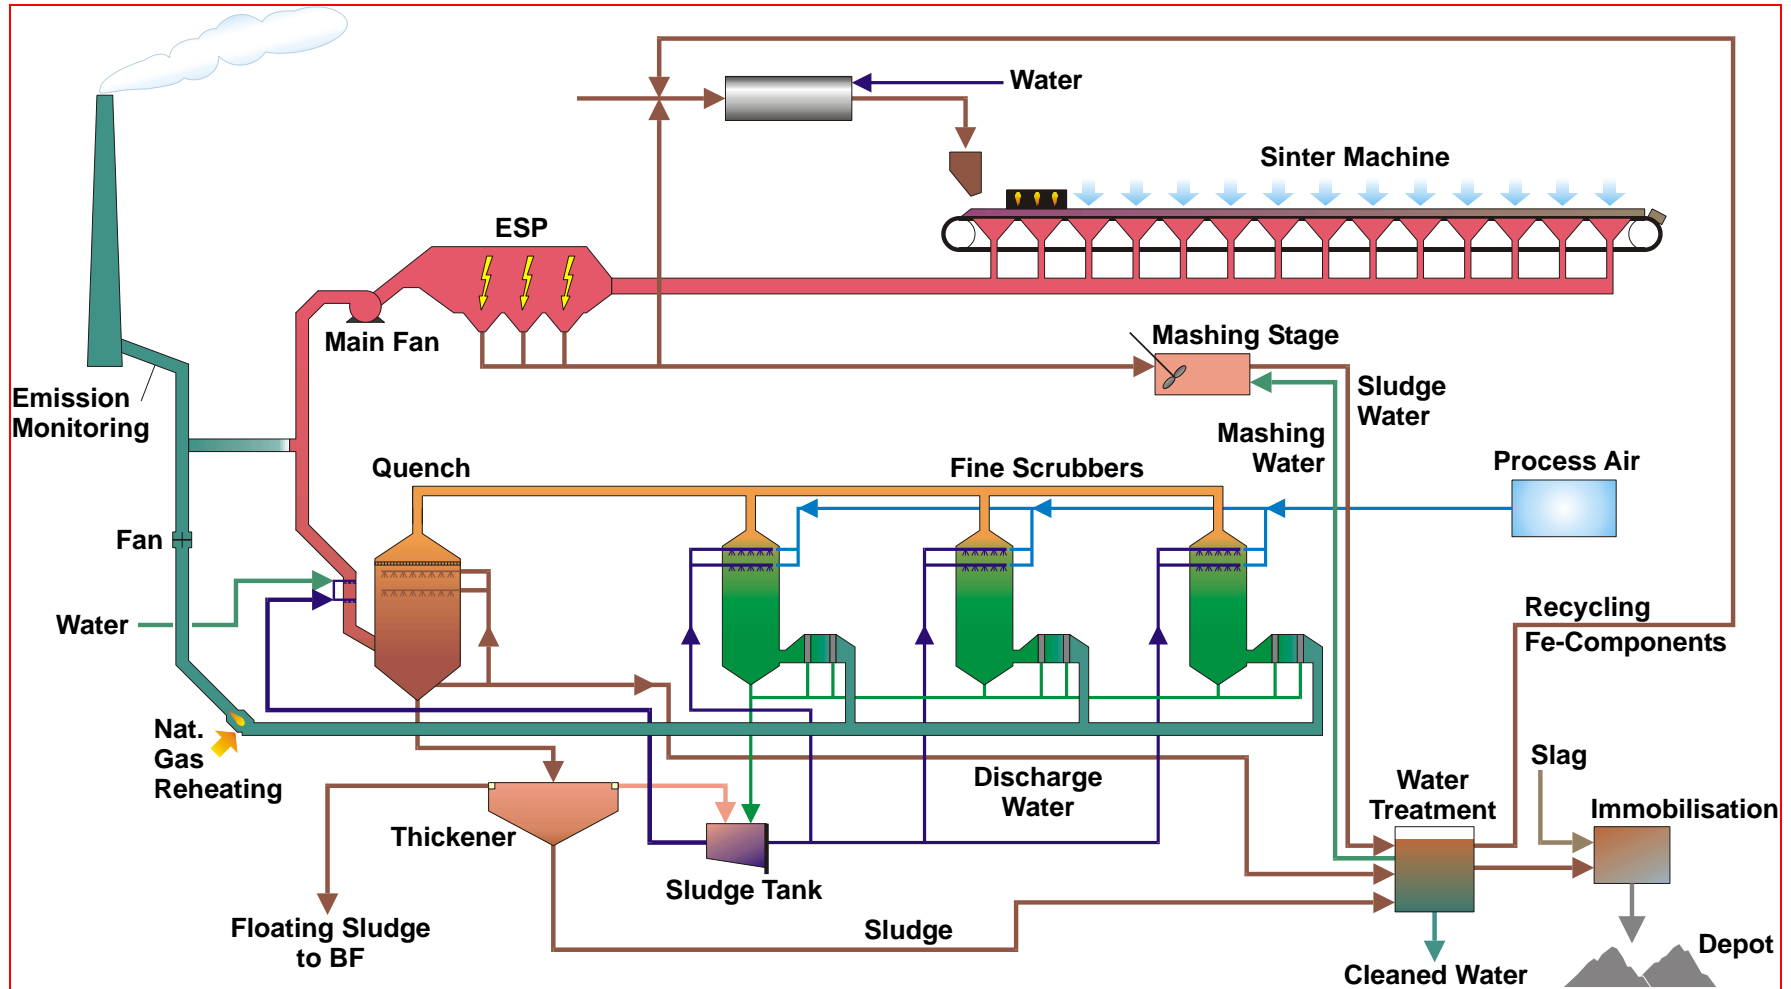 Water
Sinter Machine
ESP
Main Fan
Mashing Stage
Emission
Monitoring
Sludge
Water
Mashing
Water
Quench
Fine Scrubbers
Process Air
Fan
Water
Recycling
Fe-Components
Nat.
Gas
Reheating
Discharge
Water
Slag
Water
Treatment
Immobilisation
Thickener
Sludge Tank
Floating Sludge
to BF
Sludge
Depot
Cleaned Water